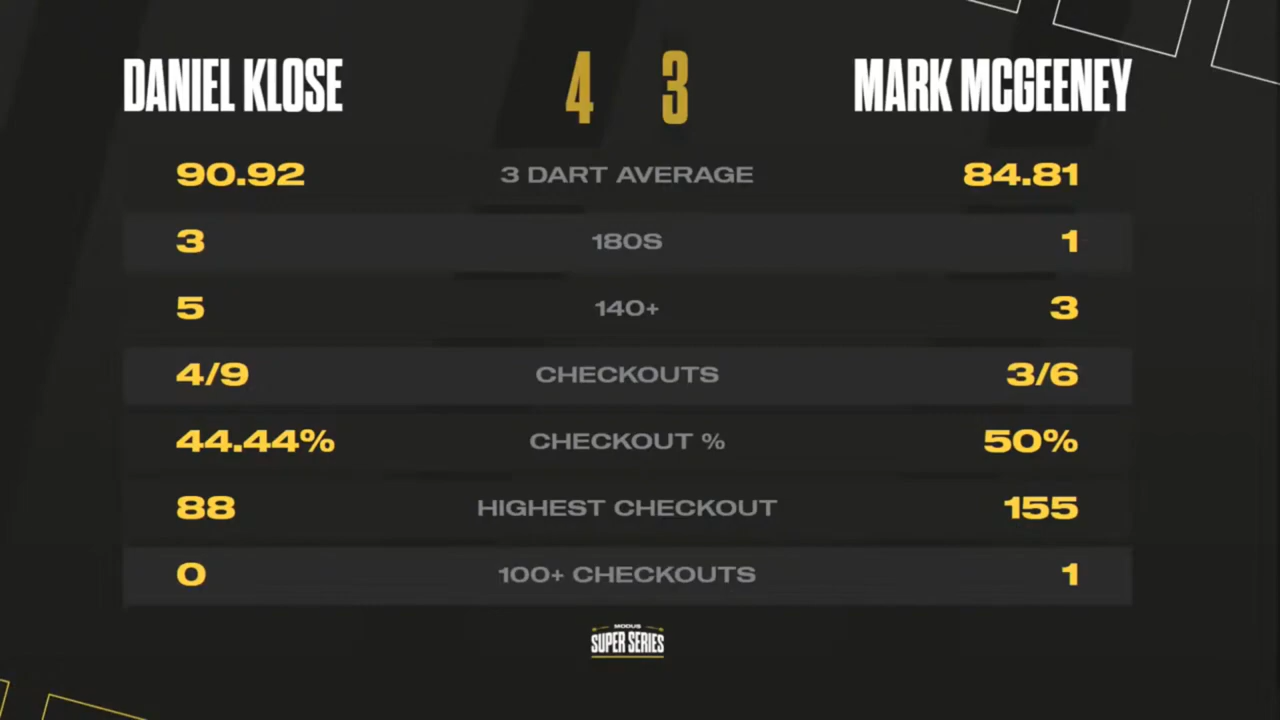 DANIEL KLOSE 4 3 MARK MCGEENEY
90.92 3 DART AVERAGE 84.81
3 180S 1
5 140+ 3
4/9 CHECKOUTS 3/6
44.44% CHECKOUT % 50%
88 HIGHEST CHECKOUT 155
0 100+ CHECKOUTS 1
MODUS
SUPER SERIES